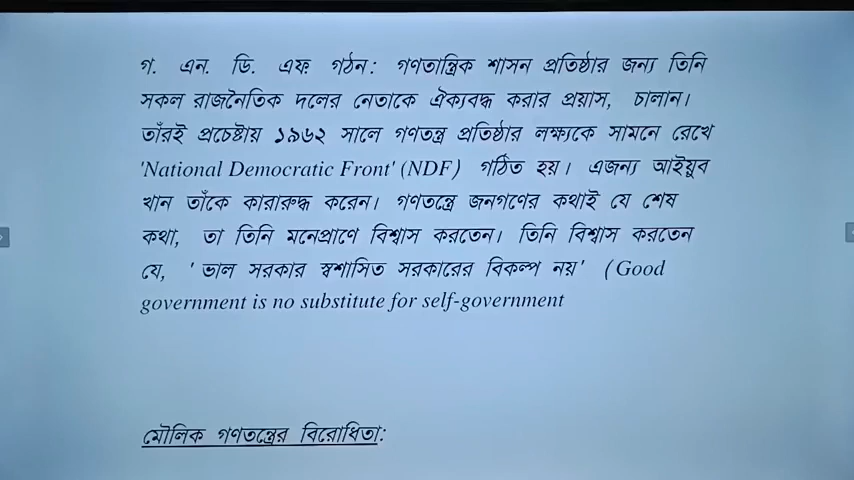 গ. এন. ডি. এফ গঠন: গণতান্ত্রিক শাসন প্রতিষ্ঠার জন্য তিনি
সকল রাজনৈতিক দলের নেতাকে ঐক্যবদ্ধ করার প্রয়াস, চালান।
তাঁরই প্রচেষ্টায় ১৯৬২ সালে গণতন্ত্র প্রতিষ্ঠার লক্ষ্যকে সামনে রেখে
'National Democratic Front' (NDF) গঠিত হয়। এজন্য আইয়ুব
খান তাঁকে কারারুদ্ধ করেন। গণতন্ত্রে জনগণের কথাই যে শেষ
কথা, তা তিনি মনেপ্রাণে বিশ্বাস করতেন। তিনি বিশ্বাস করতেন
যে, ' ভাল সরকার স্বশাসিত সরকারের বিকল্প নয়' (Good
government is no substitute for self-government
মৌলিক গণতন্ত্রের বিরোধিতা: